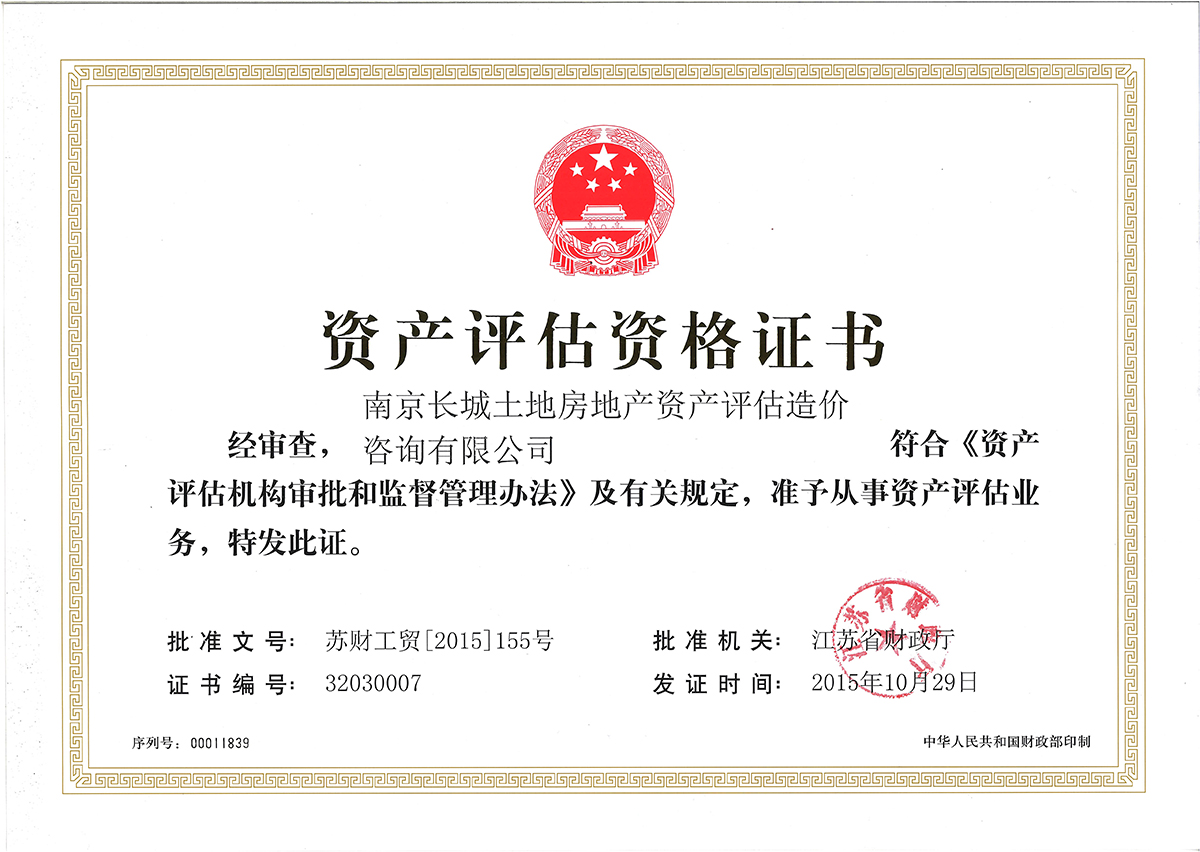 资产评估资格证书
南京长城土地房地产资产评估造价
经审查，咨询有限公司 符合《资产
评估机构审批和监督管理办法》及有关规定，准予从事资产评估业
务，特发此证。
批准文号：苏财工贸[2015]155号 批准机关：江苏省财政厅
证书编号：32030007 发证时间：2015年10月29日
江苏省财政厅
序列号：00011839 中华人民共和国财政部印制